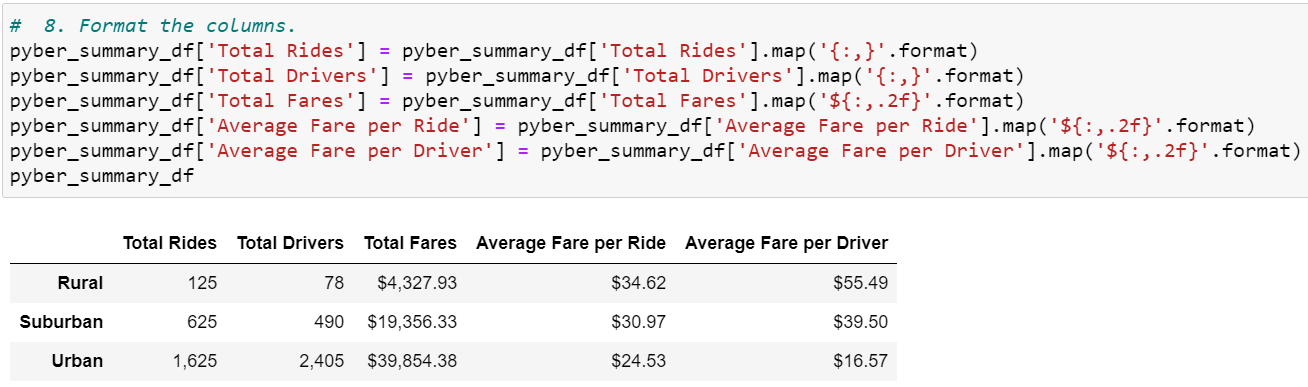 #  8. Format the columns.
pyber_summary_df['Total Rides'] = pyber_summary_df['Total Rides'].map('{:,}'.format)
pyber_summary_df['Total Drivers'] = pyber_summary_df['Total Drivers'].map('{:,}'.format)
pyber_summary_df['Total Fares'] = pyber_summary_df['Total Fares'].map('${:,.2f}'.format)
pyber_summary_df['Average Fare per Ride'] = pyber_summary_df['Average Fare per Ride'].map('${:,.2f}'.format)
pyber_summary_df['Average Fare per Driver'] = pyber_summary_df['Average Fare per Driver'].map('${:,.2f}'.format)
pyber_summary_df
Total Rides Total Drivers Total Fares Average Fare per Ride Average Fare per Driver
Rural 125 78 $4,327.93 $34.62 $55.49
Suburban 625 490 $19,356.33 $30.97 $39.50
Urban 1,625 2,405 $39,854.38 $24.53 $16.57